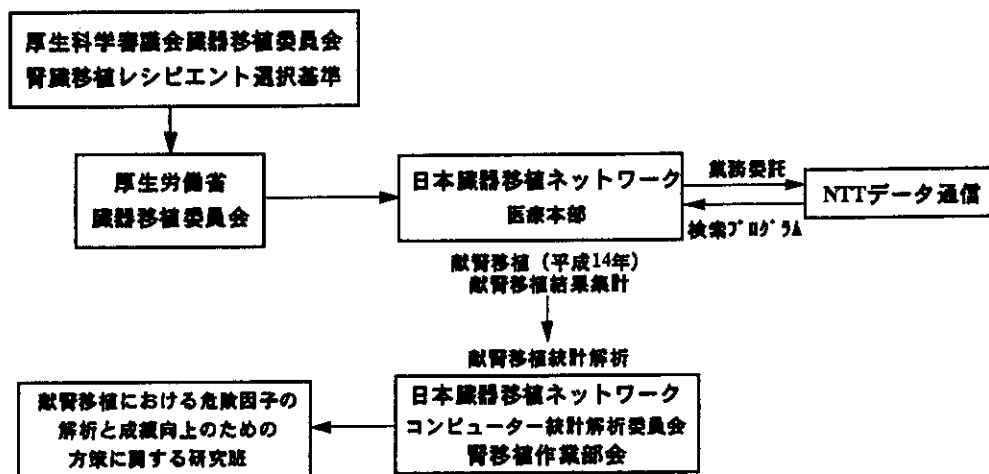 厚生科学審議会臓器移植委員会
腎臓移植レシピエント選択基準
厚生労働省
臓器移植委員会
日本臓器移植ネットワーク
医療本部
業務委託
検索プログラム
NTTデータ通信
献腎移植（平成14年）
献腎移植結果集計
献腎移植統計解析
日本臓器移植ネットワーク
コンピューター統計解析委員会
腎移植作業部会
献腎移植における危険因子の
解析と成績向上のための
方策に関する研究班